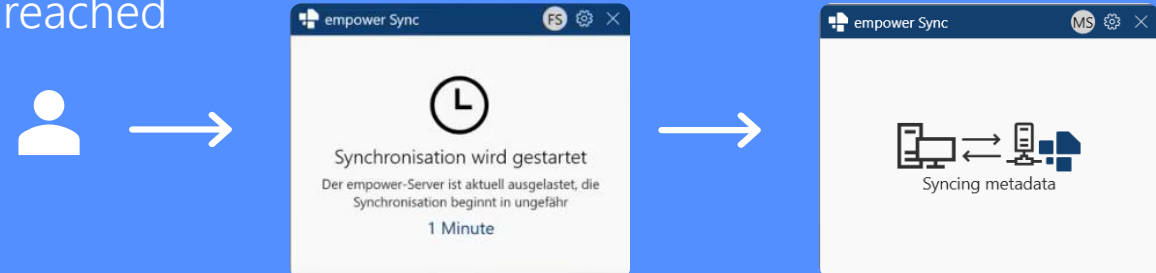 reached
empower Sync
FS
Synchronisation wird gestartet
Der empower-Server ist aktuell ausgelastet, die
Synchronisation beginnt in ungefähr
1 Minute
empower Sync
MS
Syncing metadata